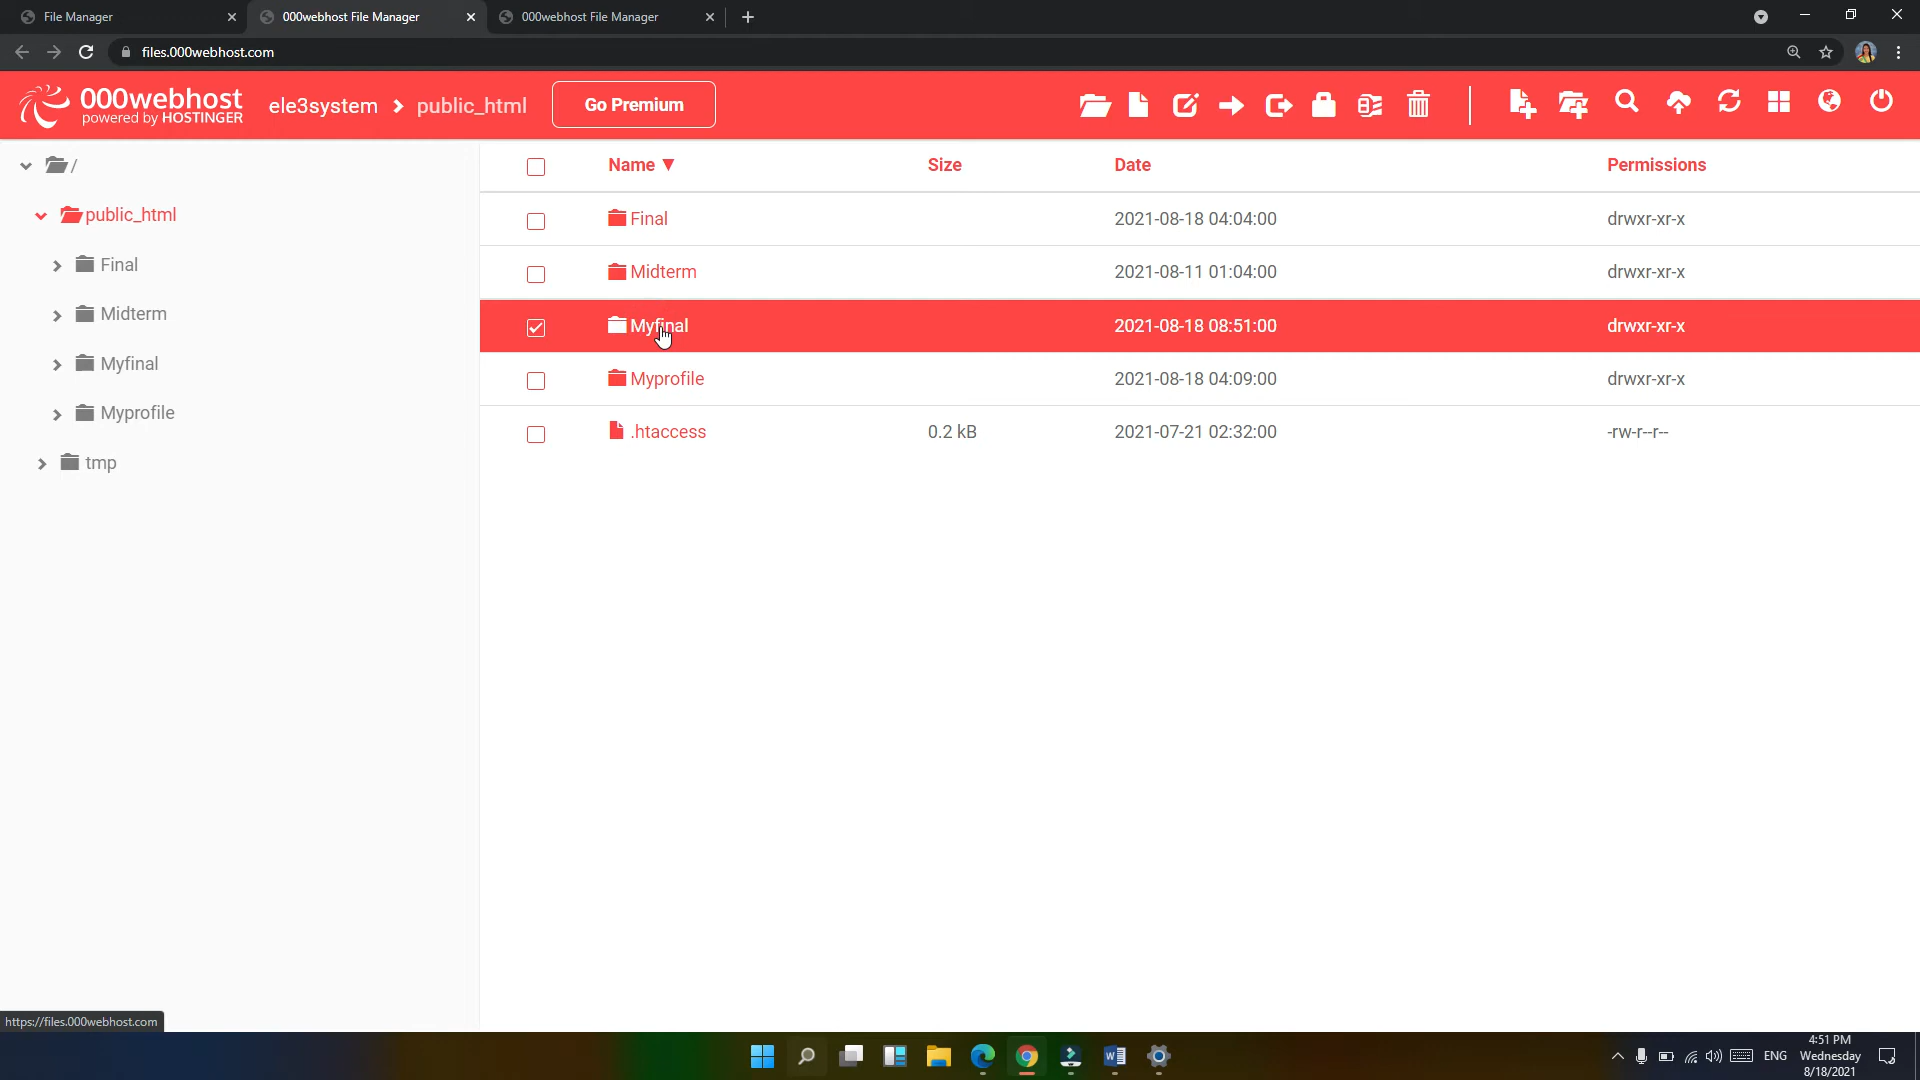 File Manager
000webhost File Manager
000webhost File Manager
files.000webhost.com
000webhost
powered by HOSTINGER
ele3system > public_html
Go Premium
/
public_html
Final
Midterm
Myfinal
Myprofile
tmp
Name ▼ Size Date Permissions
Final 2021-08-18 04:04:00 drwxr-xr-x
Midterm 2021-08-11 01:04:00 drwxr-xr-x
Myfinal 2021-08-18 08:51:00 drwxr-xr-x
Myprofile 2021-08-18 04:09:00 drwxr-xr-x
.htaccess 0.2 kB 2021-07-21 02:32:00 -rw-r--r--
https://files.000webhost.com
ENG
4:51 PM
Wednesday
8/18/2021